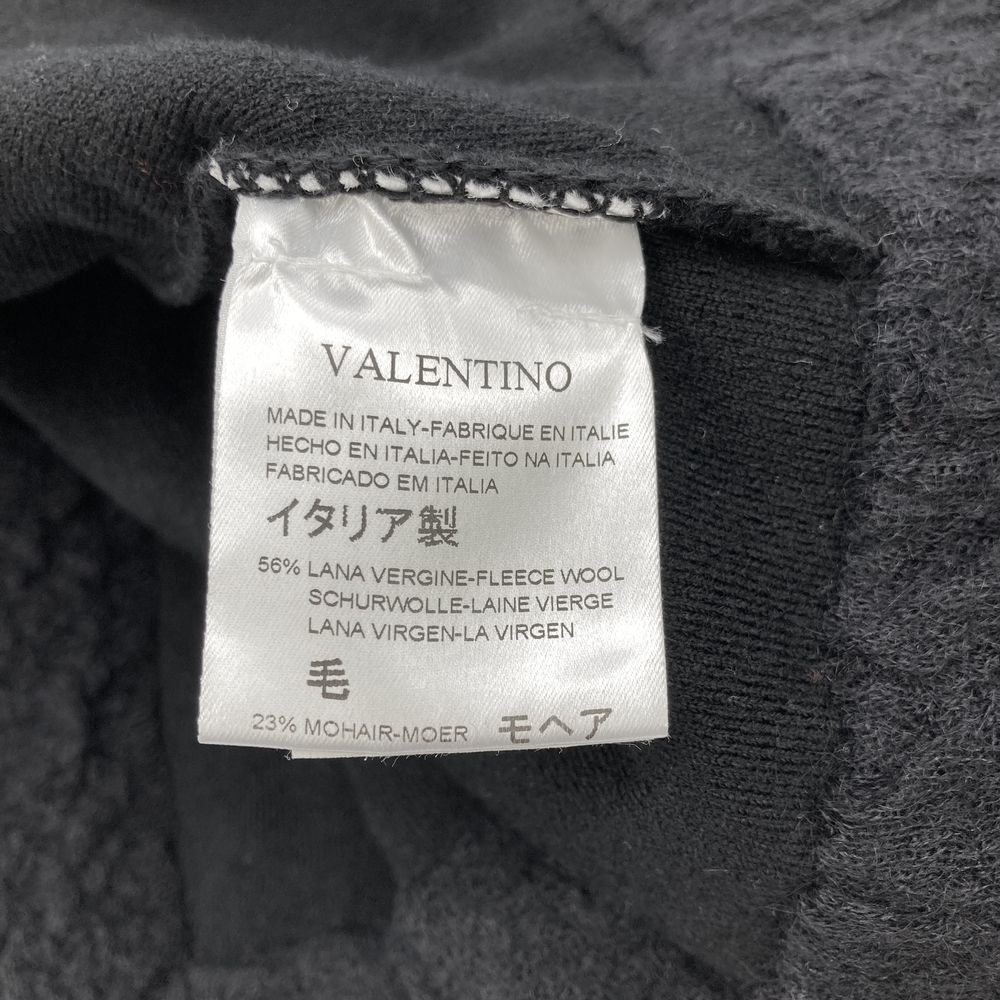 VALENTINO
MADE IN ITALY-FABRIQUE EN ITALIE
HECHO EN ITALIA-FEITO NA ITALIA
FABRICADO EM ITALIA
イタリア製
56% LANA VERGINE-FLEECE WOOL
SCHURWOLLE-LAINE VIERGE
LANA VIRGEN-LA VIRGEN
毛
23% MOHAIR-MOER モヘア